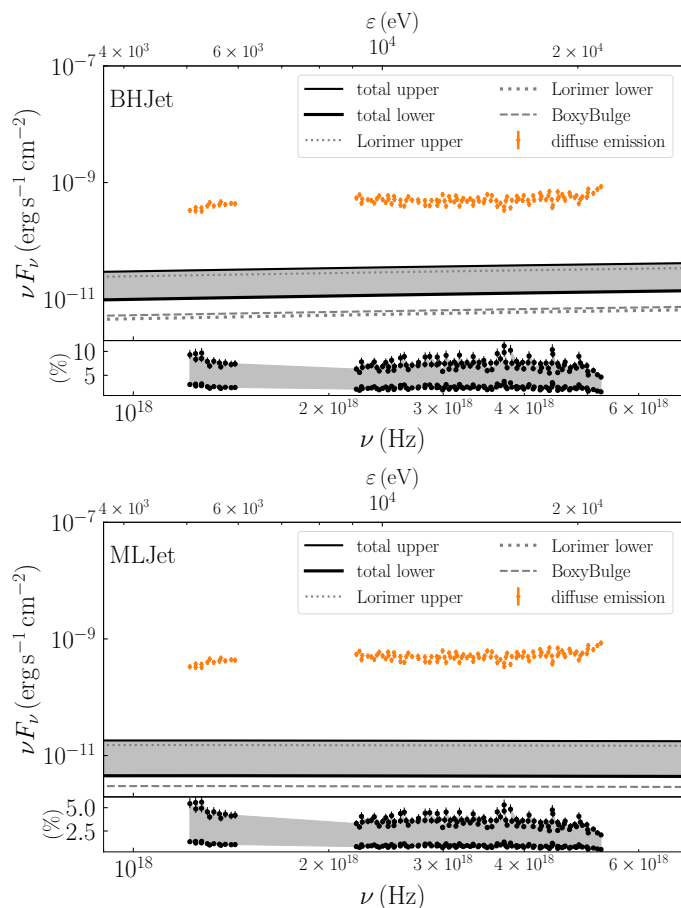 ε (eV)
4 × 10³ 6 × 10³ 10⁴ 2 × 10⁴
10⁻⁷
BHJet
total upper Lorimer lower
total lower BoxyBulge
Lorimer upper diffuse emission
10⁻⁹
νF_ν (erg s⁻¹ cm⁻²)
10⁻¹¹
10
(%)
5
10¹⁸ 2 × 10¹⁸ 3 × 10¹⁸ 4 × 10¹⁸ 6 × 10¹⁸
ν (Hz)
ε (eV)
4 × 10³ 6 × 10³ 10⁴ 2 × 10⁴
10⁻⁷
MLJet
total upper Lorimer lower
total lower BoxyBulge
Lorimer upper diffuse emission
10⁻⁹
νF_ν (erg s⁻¹ cm⁻²)
10⁻¹¹
5.0
(%)
2.5
10¹⁸ 2 × 10¹⁸ 3 × 10¹⁸ 4 × 10¹⁸ 6 × 10¹⁸
ν (Hz)